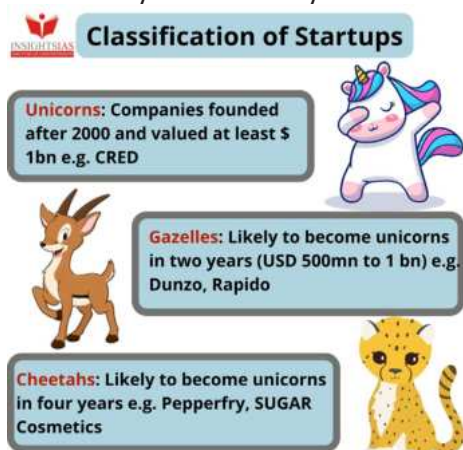 INSIGHTSIAS
Classification of Startups
Unicorns: Companies founded
after 2000 and valued at least $
1bn e.g. CRED
Gazelles: Likely to become unicorns
in two years (USD 500mn to 1 bn) e.g.
Dunzo, Rapido
Cheetahs: Likely to become unicorns
in four years e.g. Pepperfry, SUGAR
Cosmetics